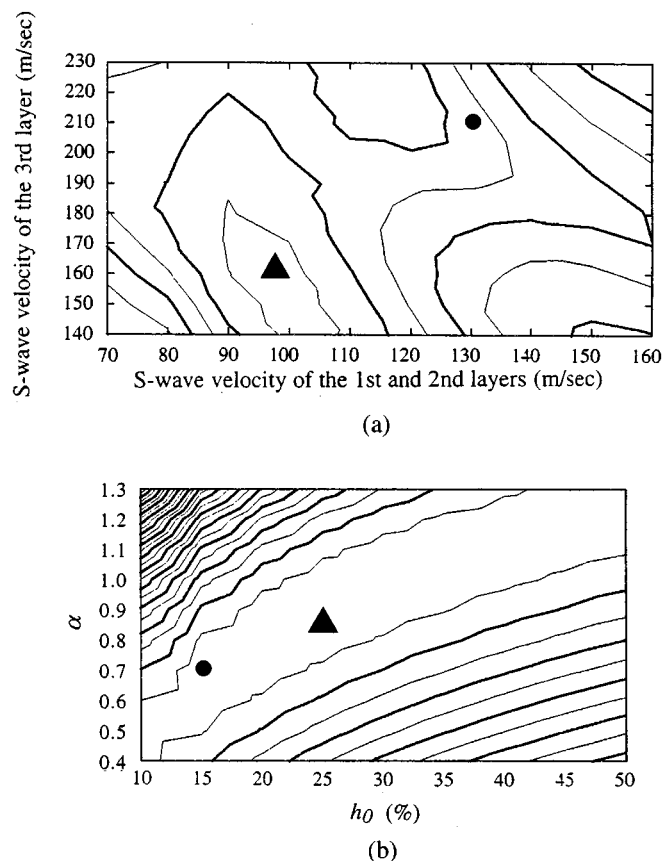 S-wave velocity of the 3rd layer (m/sec)
230
220
210
200
190
180
170
160
150
140
70 80 90 100 110 120 130 140 150 160
S-wave velocity of the 1st and 2nd layers (m/sec)
(a)
α
1.3
1.2
1.1
1.0
0.9
0.8
0.7
0.6
0.5
0.4
10 15 20 25 30 35 40 45 50
h0 (%)
(b)